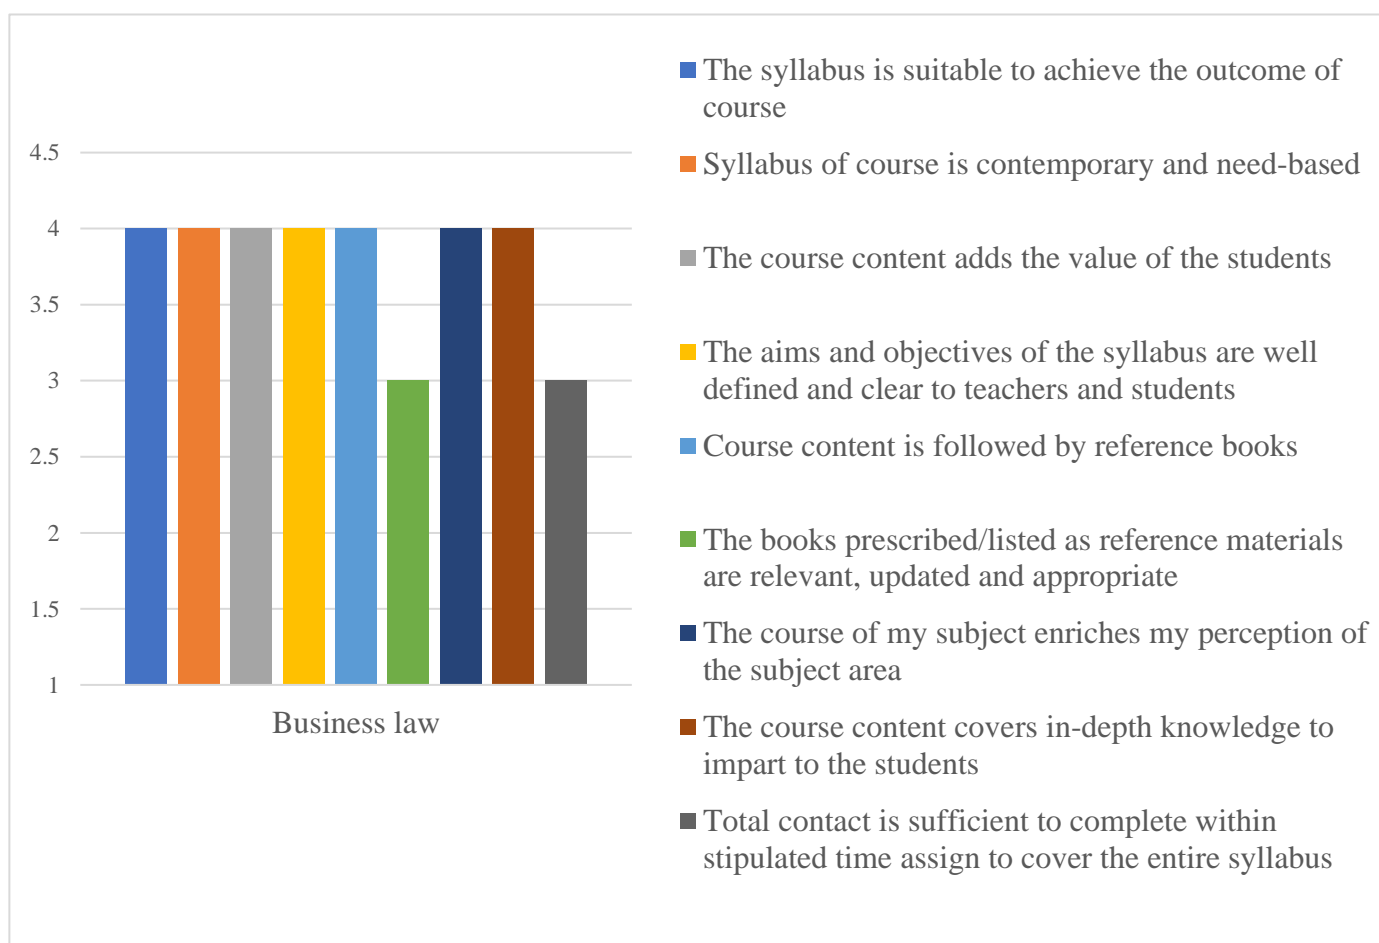 4.5
4
3.5
3
2.5
2
1.5
1
Business law
The syllabus is suitable to achieve the outcome of
course
Syllabus of course is contemporary and need-based
The course content adds the value of the students
The aims and objectives of the syllabus are well
defined and clear to teachers and students
Course content is followed by reference books
The books prescribed/listed as reference materials
are relevant, updated and appropriate
The course of my subject enriches my perception of
the subject area
The course content covers in-depth knowledge to
impart to the students
Total contact is sufficient to complete within
stipulated time assign to cover the entire syllabus